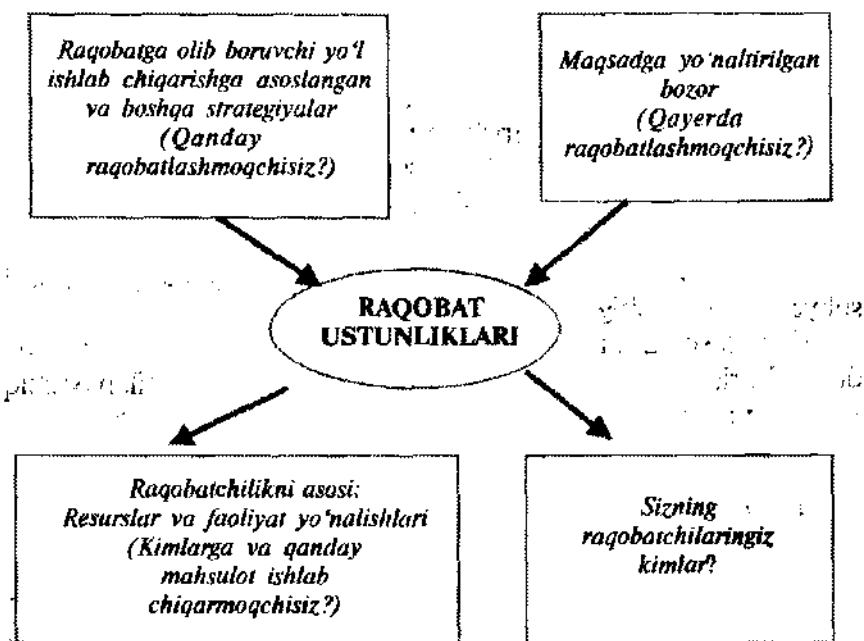 Raqobatga olib boruvchi yo‘l
ishlab chiqarishga asoslangan
va boshqa strategiyalar
(Qanday
raqobatlashmoqchisiz?)
Maqsadga yo‘naltirilgan
bozor
(Qayerda
raqobatlashmoqchisiz?)
RAQOBAT
USTUNLIKLARI
Raqobatchilikni asosi:
Resurslar va faoliyat yo‘nalishlari
(Kimlarga va qanday
mahsulot ishlab
chiqarmoqchisiz?)
Sizning
raqobatchilaringiz
kimlar?